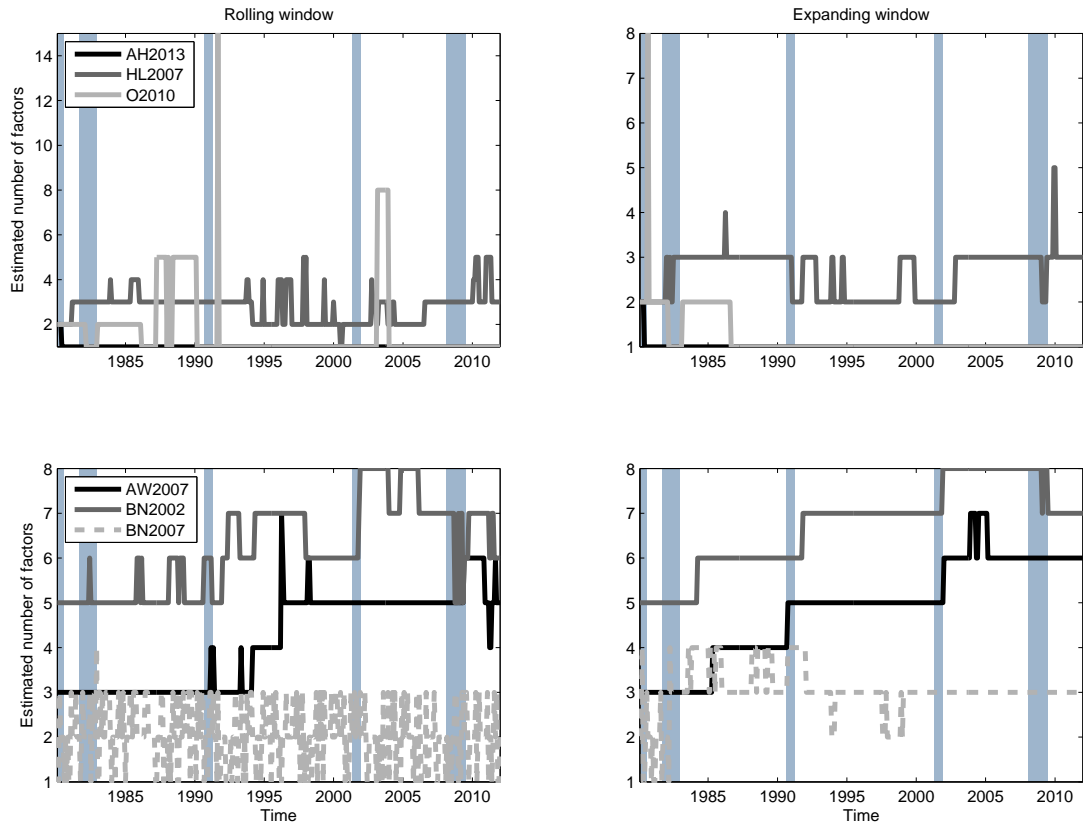 Rolling window
Estimated number of factors
14
12
10
8
6
4
2
AH2013
HL2007
O2010
1985 1990 1995 2000 2005 2010
Expanding window
8
7
6
5
4
3
2
1
1985 1990 1995 2000 2005 2010
Estimated number of factors
8
7
6
5
4
3
2
1
AW2007
BN2002
BN2007
1985 1990 1995 2000 2005 2010
Time
8
7
6
5
4
3
2
1
1985 1990 1995 2000 2005 2010
Time